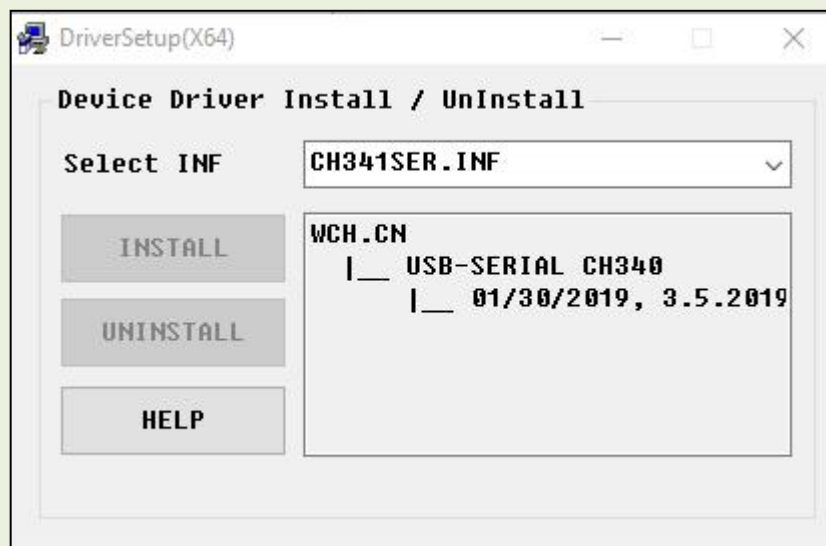 DriverSetup(X64)
Device Driver Install / UnInstall
Select INF
CH341SER.INF
INSTALL
UNINSTALL
HELP
WCH.CN
|__ USB-SERIAL CH340
|__ 01/30/2019, 3.5.2019